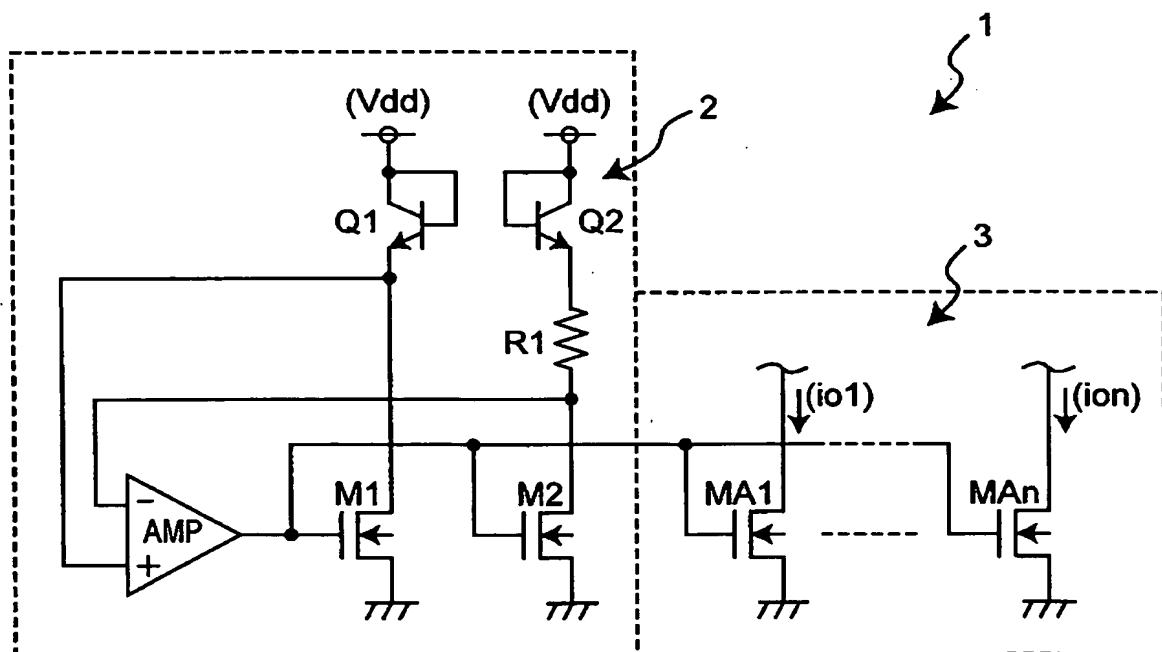 1
(Vdd) (Vdd)
2
Q1 Q2
3
R1
(io1) (ion)
M1 M2 MA1 MAn
- AMP
+